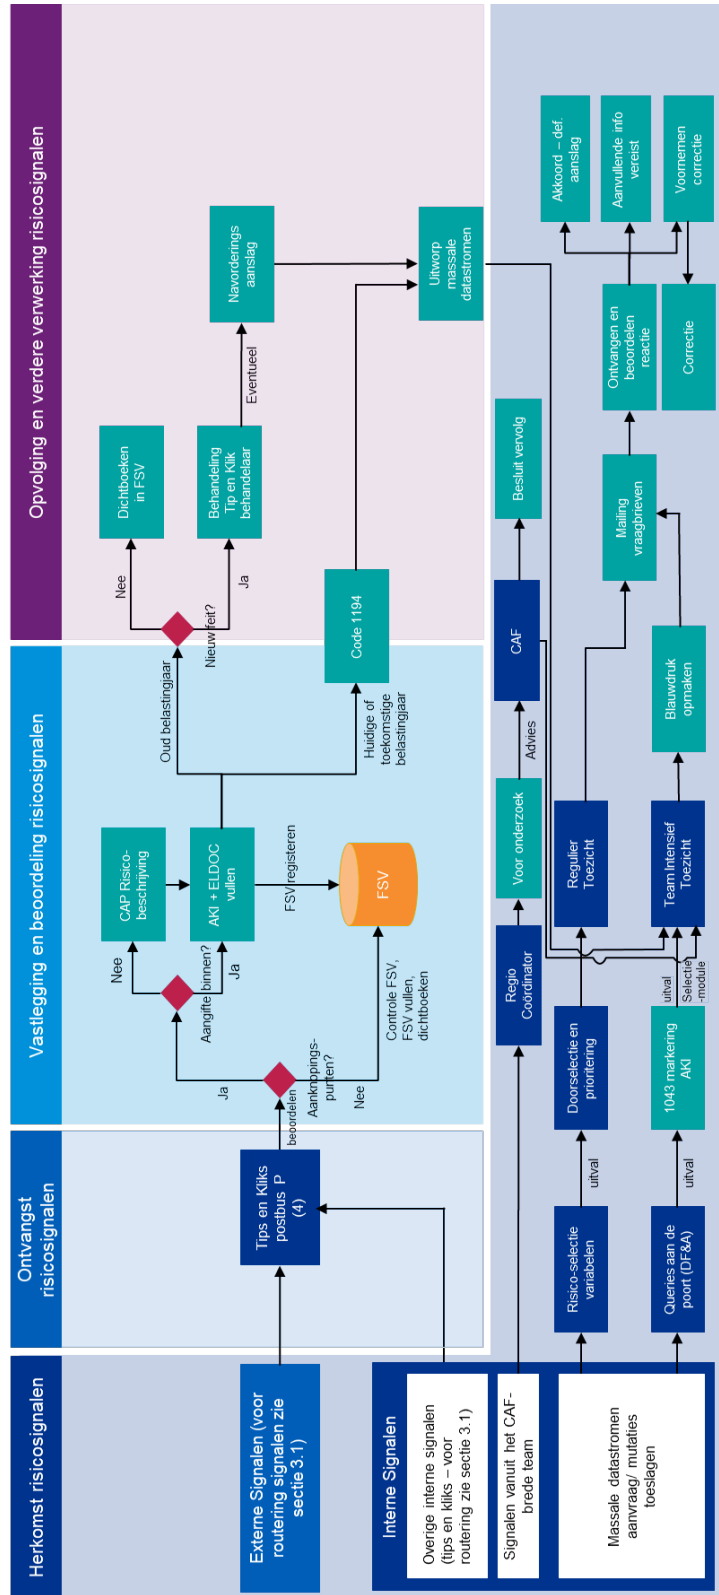 Herkomst risicosignalen
Ontvangst
risicosignalen
Vastlegging en beoordeling risicosignalen
Opvolging en verdere verwerking risicosignalen
Externe Signalen (voor
routering signalen zie
sectie 3.1)
Interne Signalen
Overige interne signalen
(tips en kliks – voor
routering zie sectie 3.1)
Signalen vanuit het CAF-
brede team
Massale datastromen
aanvraag/ mutaties
toeslagen
Tips en Kliks
postbus P
(4)
beoordelen
Aanknopings-
punten?
Ja
Nee
Aangifte binnen?
Nee
Ja
CAP Risico-
beschrijving
AKI + ELDOC
vullen
FSV registeren
FSV
Controle FSV,
FSV vullen,
dichtboeken
Oud belastingjaar
Huidige of
toekomstige
belastingjaar
Nieuw feit?
Nee
Ja
Dichtboeken
in FSV
Behandeling
Tip en Klik
behandelaar
Eventueel
Navorderings
aanslag
Code 1194
Uitworp
massale
datastromen
Regio
Coördinator
Voor onderzoek
Advies
CAF
Besluit vervolg
Risico-selectie
variabelen
uitval
Doorselectie en
prioritering
Regulier
Toezicht
Queries aan de
poort (DF&A)
uitval
1043 markering
AKI
uitval
Selectie
-module
Team Intensief
Toezicht
Blauwdruk
opmaken
Mailing
vraagbrieven
Ontvangen en
beoordelen
reactie
Akkoord – def.
aanslag
Aanvullende info
vereist
Voornemen
correctie
Correctie